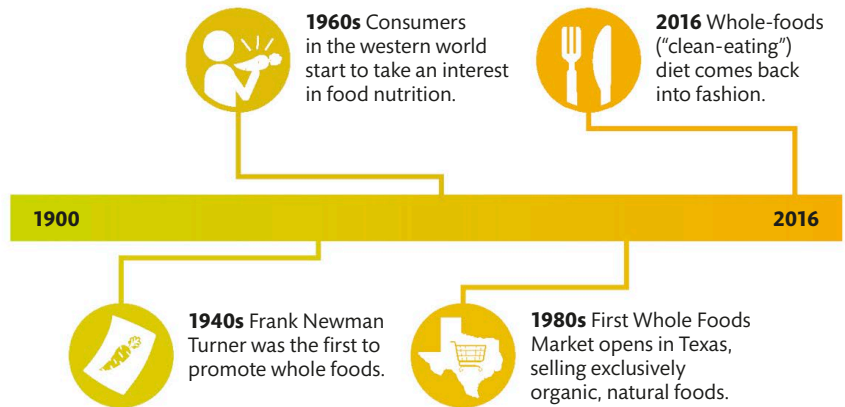 1960s Consumers
in the western world
start to take an interest
in food nutrition.
2016 Whole-foods
(“clean-eating”)
diet comes back
into fashion.
1900
2016
1940s Frank Newman
Turner was the first to
promote whole foods.
1980s First Whole Foods
Market opens in Texas,
selling exclusively
organic, natural foods.